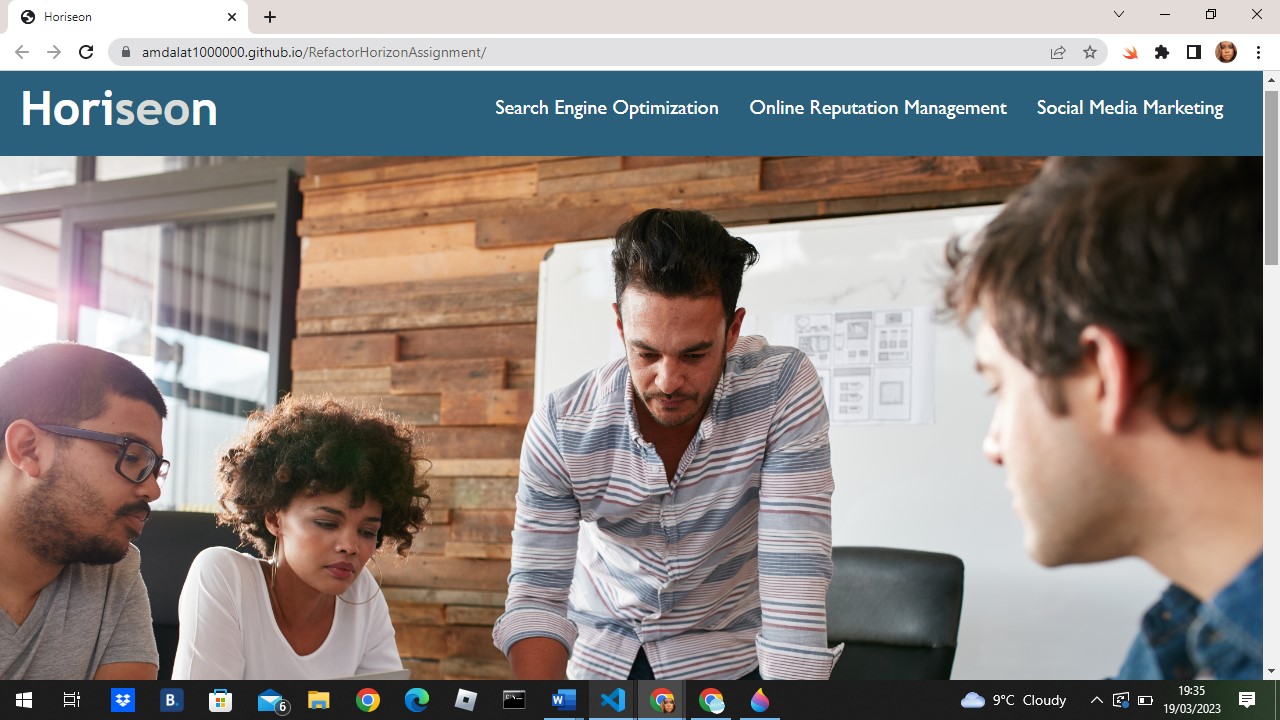 Horiseon
amdalat1000000.github.io/RefactorHorizonAssignment/
Horiseon
Search Engine Optimization
Online Reputation Management
Social Media Marketing
B.
6
W
9°C Cloudy
19:35
19/03/2023